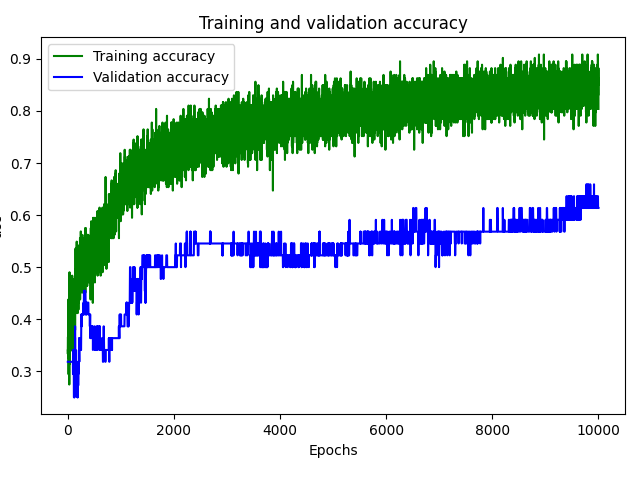 Training and validation accuracy
Training accuracy
Validation accuracy
0.9
0.8
0.7
0.6
0.5
0.4
0.3
0 2000 4000 6000 8000 10000
Epochs